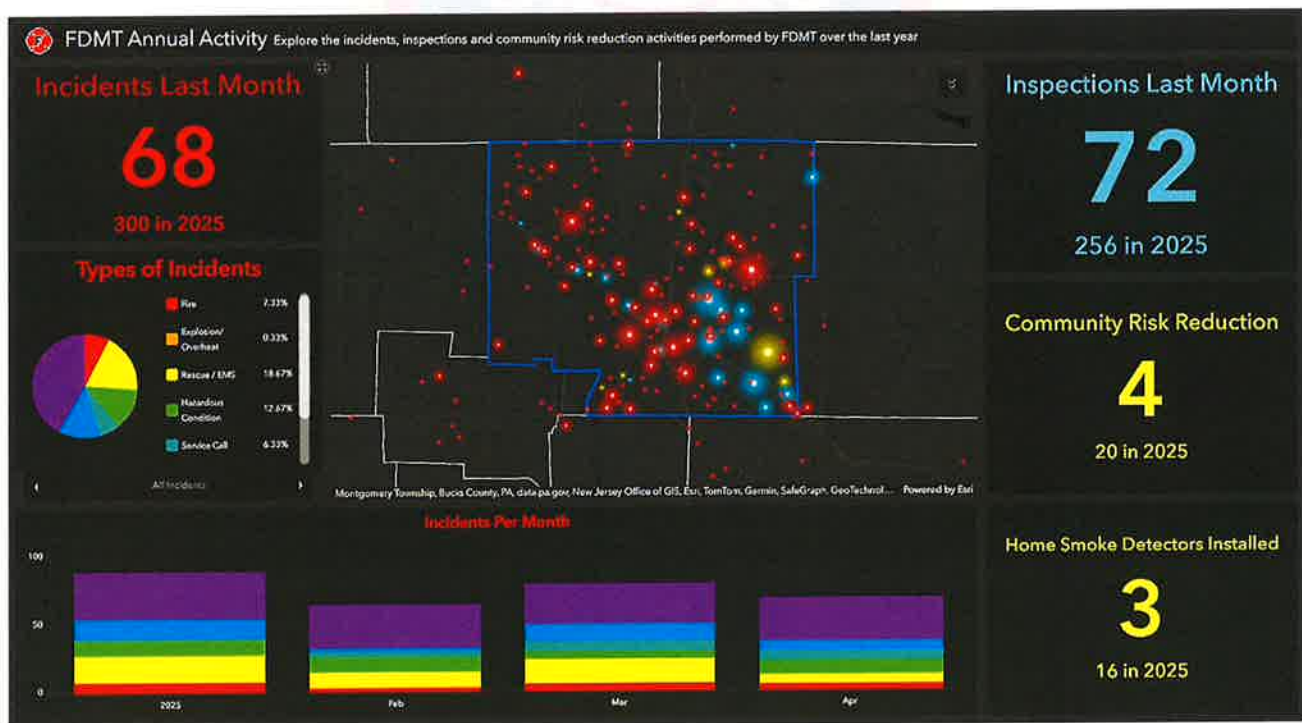 FDMT Annual Activity Explore the incidents, inspections and community risk reduction activities performed by FDMT over the last year
Incidents Last Month
68
300 in 2025
Types of Incidents
Fire 7.33%
Explosion/
Overheat 0.33%
Rescue / EMS 18.67%
Hazardous
Condition 12.67%
Service Call 6.33%
All Incidents
Montgomery Township, Bucks County, PA, data.pa.gov, New Jersey Office of GIS, Esri, TomTom, Garmin, SafeGraph, GeoTechnol... Powered by Esri
Inspections Last Month
72
256 in 2025
Community Risk Reduction
4
20 in 2025
Home Smoke Detectors Installed
3
16 in 2025
Incidents Per Month
100
50
0
2025 Feb Mar Apr